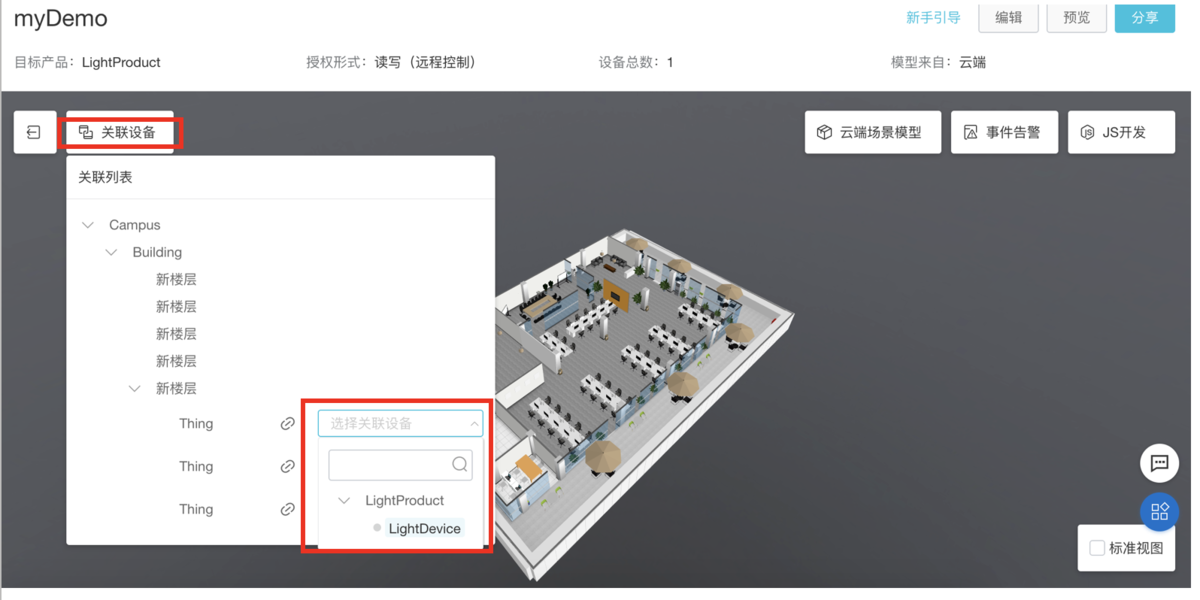 myDemo
新手引导 编辑 预览 分享
目标产品：LightProduct 授权形式：读写（远程控制） 设备总数：1 模型来自：云端
关联设备 云端场景模型 事件告警 JS开发
关联列表
Campus
Building
新楼层
新楼层
新楼层
新楼层
新楼层
Thing 选择关联设备
Thing
LightProduct
Thing
LightDevice
标准视图